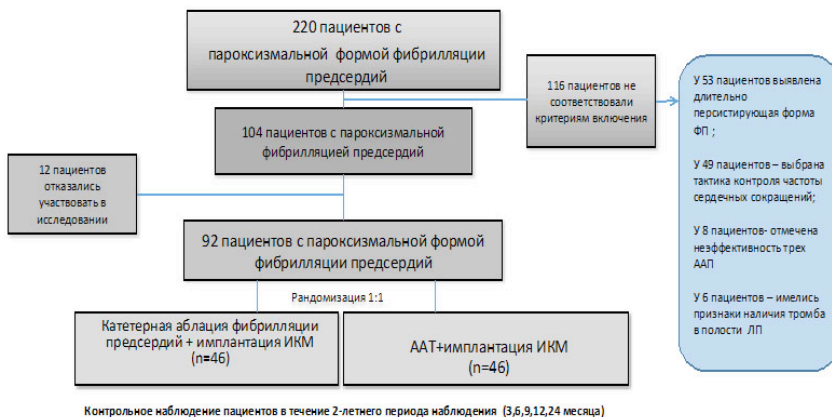 220 пациентов с
пароксизмальной формой фибрилляции
предсердий
116 пациентов не
соответствовали
критериям включения
У 53 пациентов выявлена
длительно
персистирующая форма
ФП ;
У 49 пациентов – выбрана
тактика контроля частоты
сердечных сокращений;
У 8 пациентов- отмечена
неэффективность трех
ААП
У 6 пациентов – имелись
признаки наличия тромба
в полости ЛП
104 пациентов с пароксизмальной
фибрилляцией предсердий
12 пациентов
отказались
участвовать в
исследовании
92 пациентов с пароксизмальной формой
фибрилляции предсердий
Рандомизация 1:1
Катетерная аблация фибрилляции
предсердий + имплантация ИКМ
(n=46)
ААТ+имплантация ИКМ
(n=46)
Контрольное наблюдение пациентов в течение 2-летнего периода наблюдения (3,6,9,12,24 месяца)